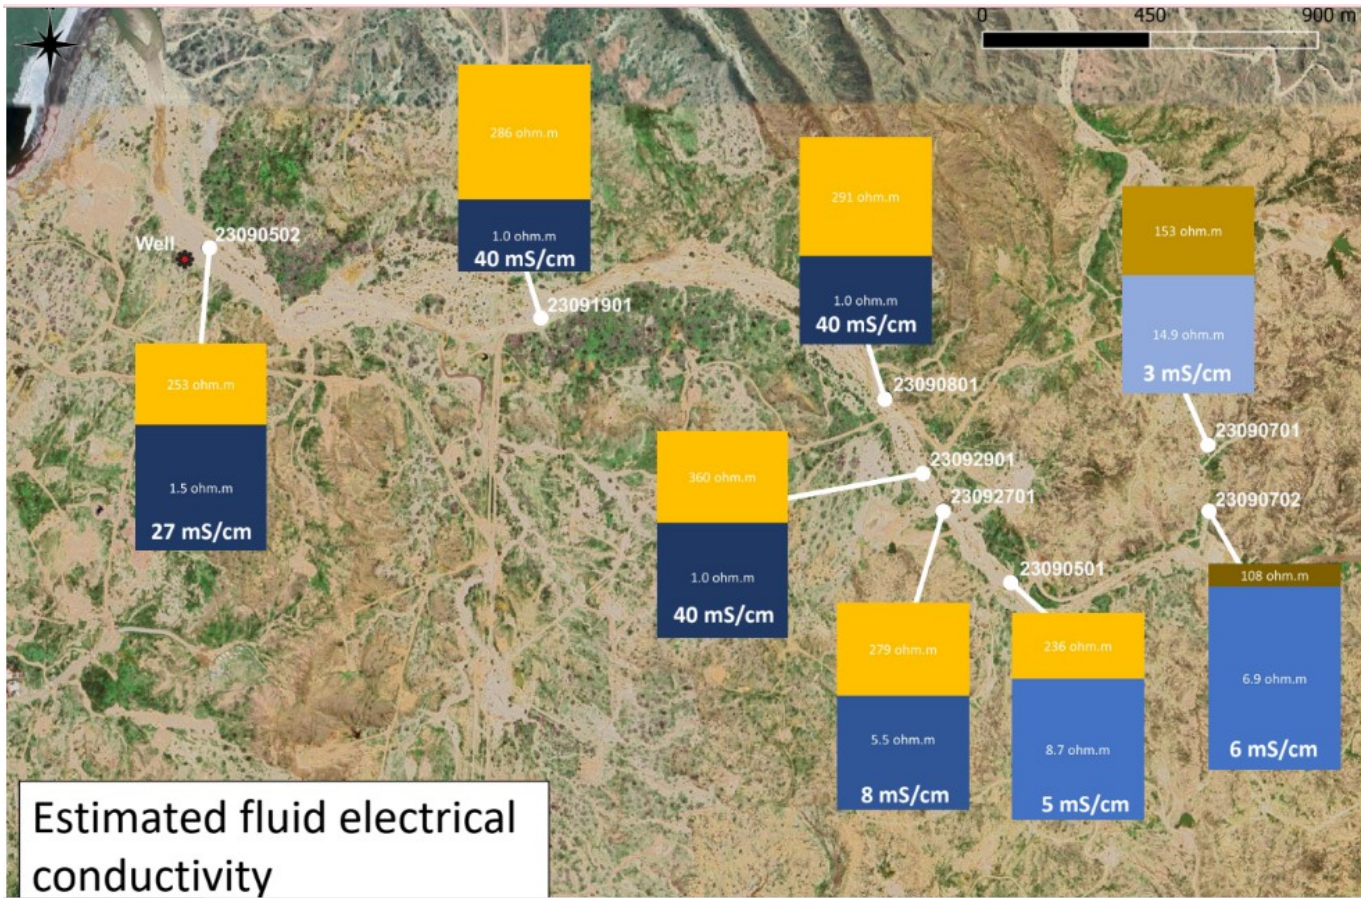 0 450 900 m
286 ohm.m
1.0 ohm.m
40 mS/cm
291 ohm.m
1.0 ohm.m
40 mS/cm
153 ohm.m
14.9 ohm.m
3 mS/cm
Well
23090502
23091901
253 ohm.m
1.5 ohm.m
27 mS/cm
23090801
23090701
360 ohm.m
1.0 ohm.m
40 mS/cm
23092901
23092701
23090702
23090501
279 ohm.m
5.5 ohm.m
8 mS/cm
236 ohm.m
8.7 ohm.m
5 mS/cm
108 ohm.m
6.9 ohm.m
6 mS/cm
Estimated fluid electrical
conductivity